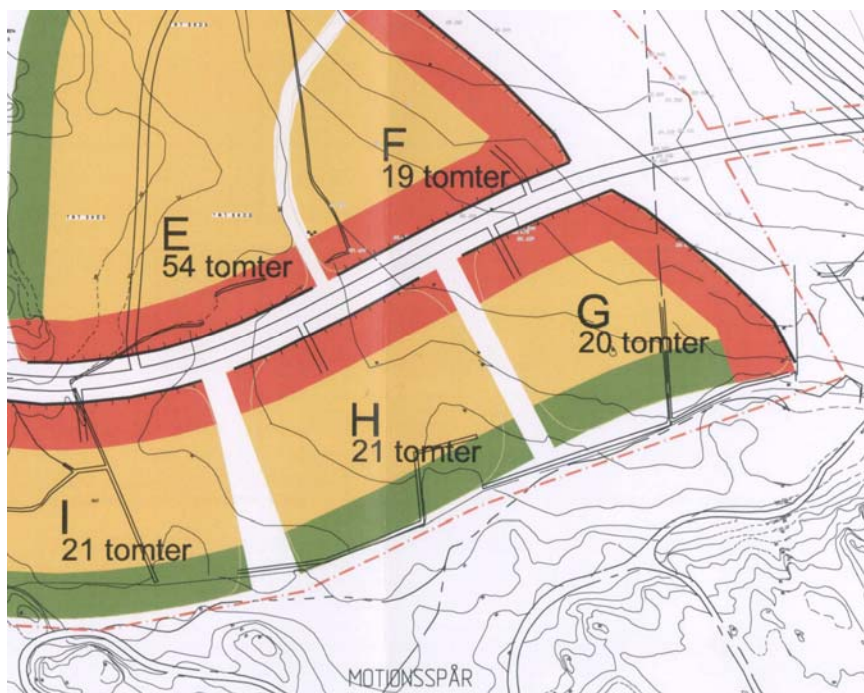 F
19 tomter
E
54 tomter
G
20 tomter
H
21 tomter
I
21 tomter
MOTIONSSPÅR